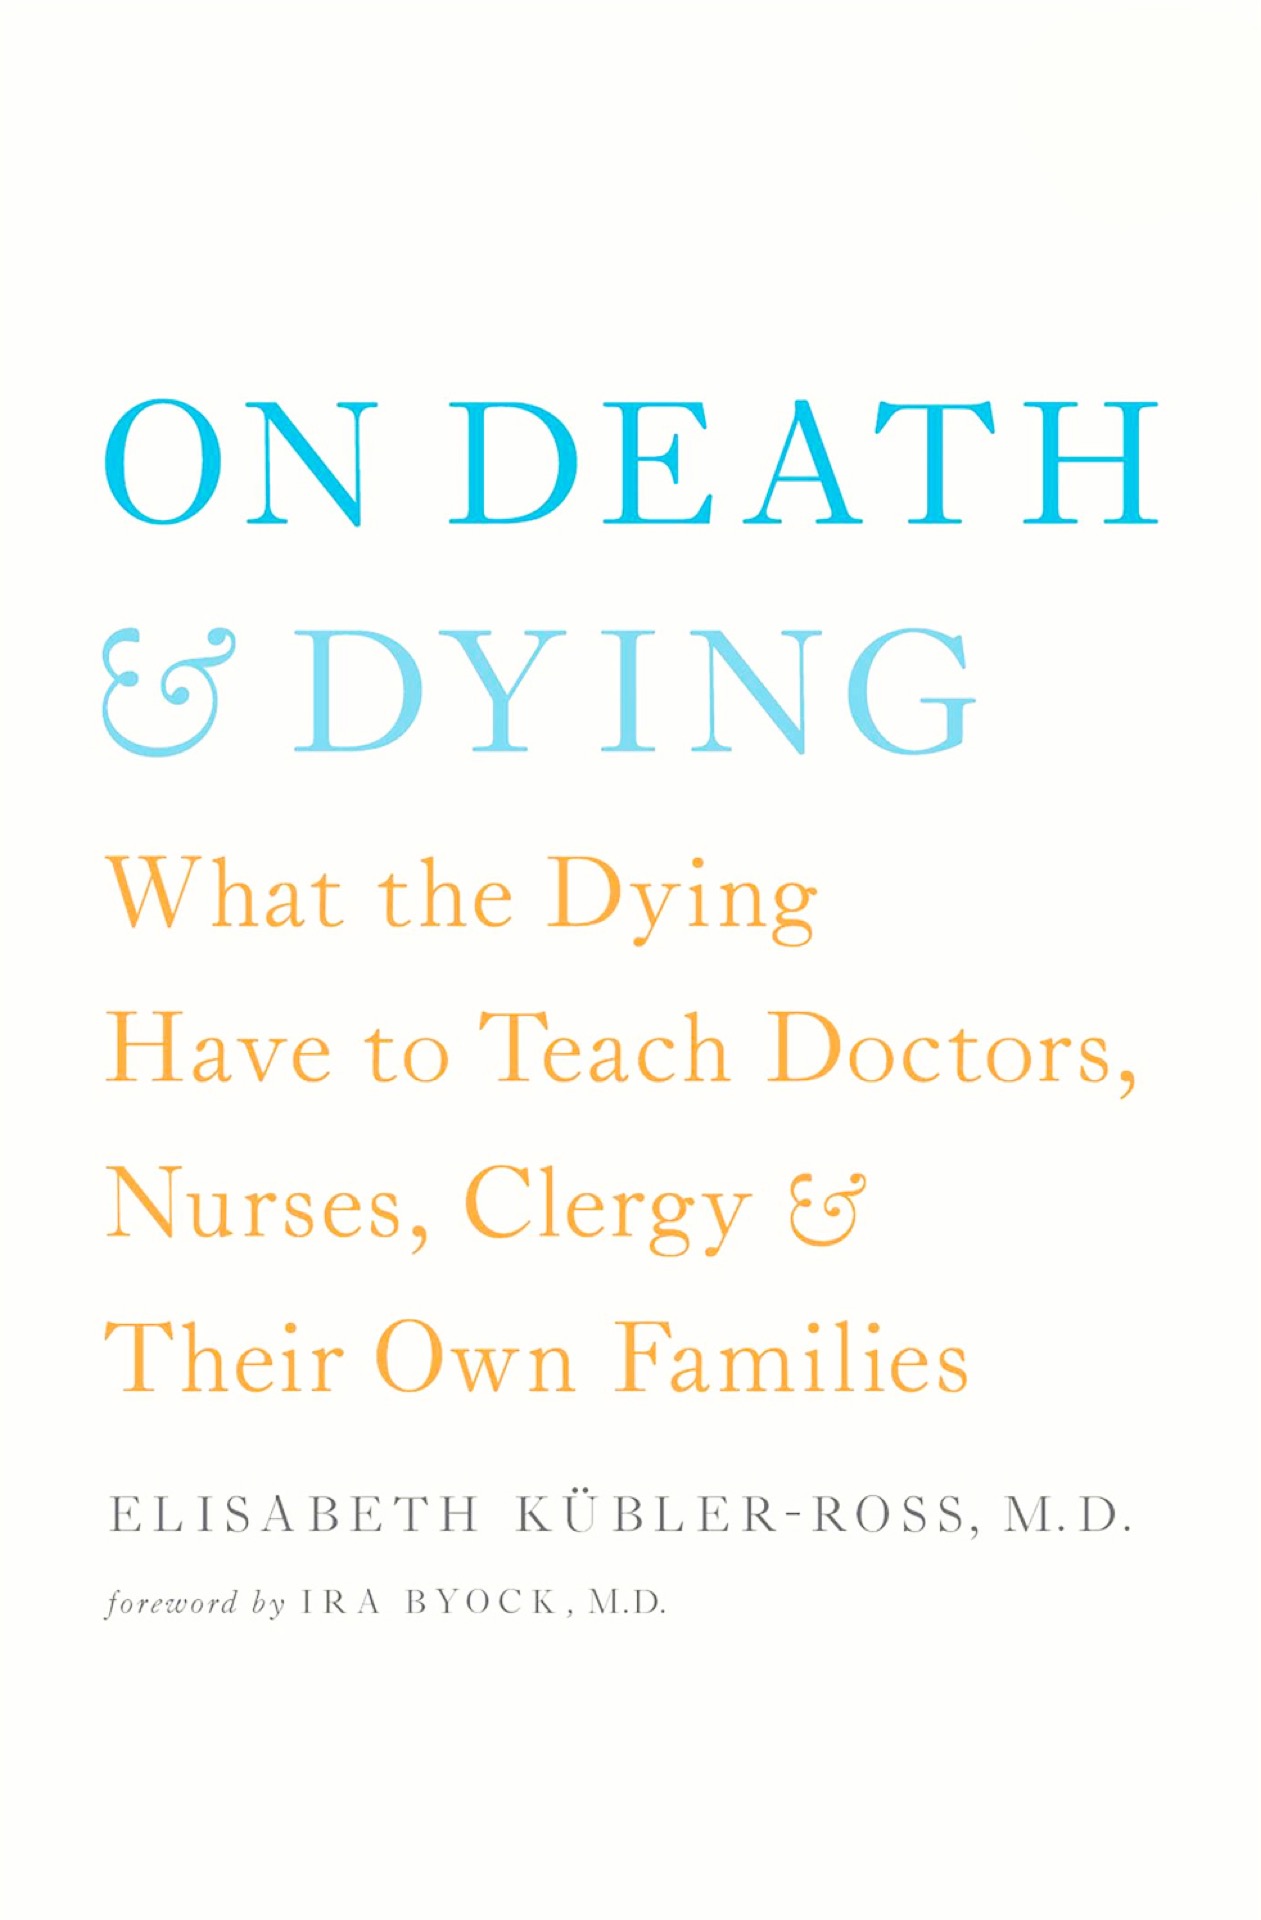 ON DEATH
& DYING
What the Dying
Have to Teach Doctors,
Nurses, Clergy &
Their Own Families
ELISABETH KÜBLER-ROSS, M.D.
foreword by IRA BYOCK, M.D.